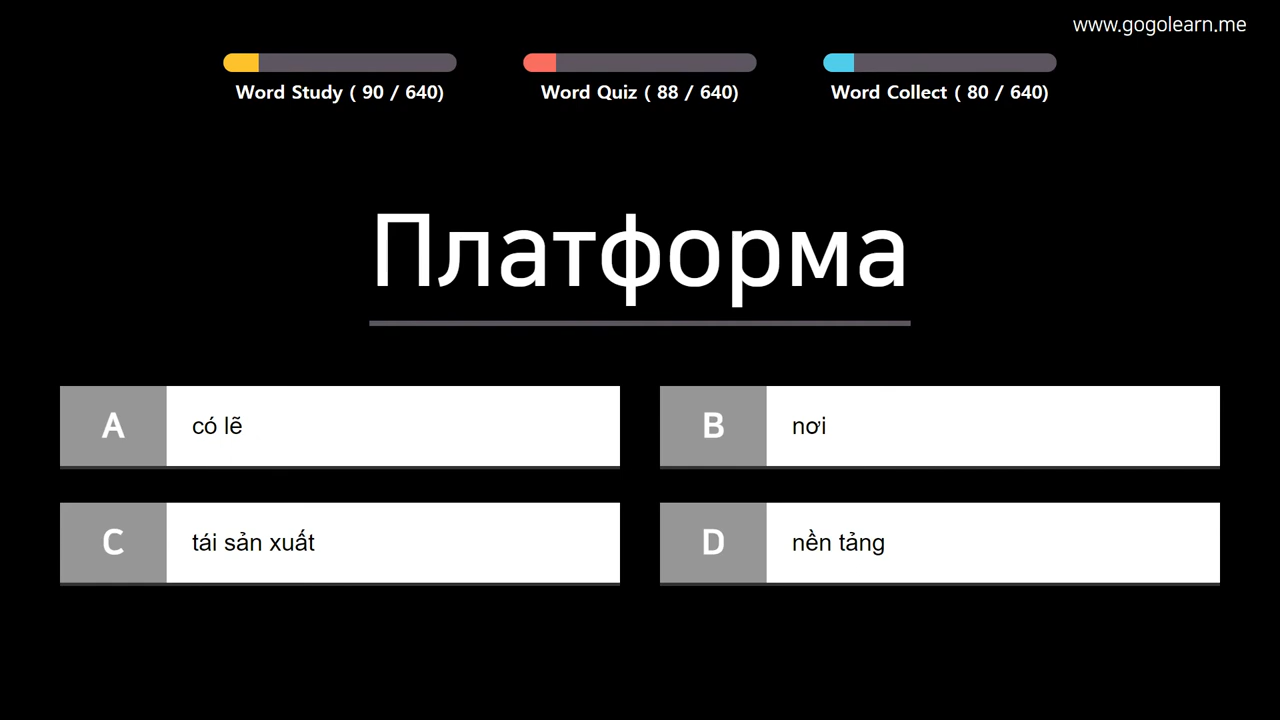 www.gogolearn.me
Word Study ( 90 / 640)
Word Quiz ( 88 / 640)
Word Collect ( 80 / 640)
Платформа
A
có lẽ
B
nơi
C
tái sản xuất
D
nền tảng